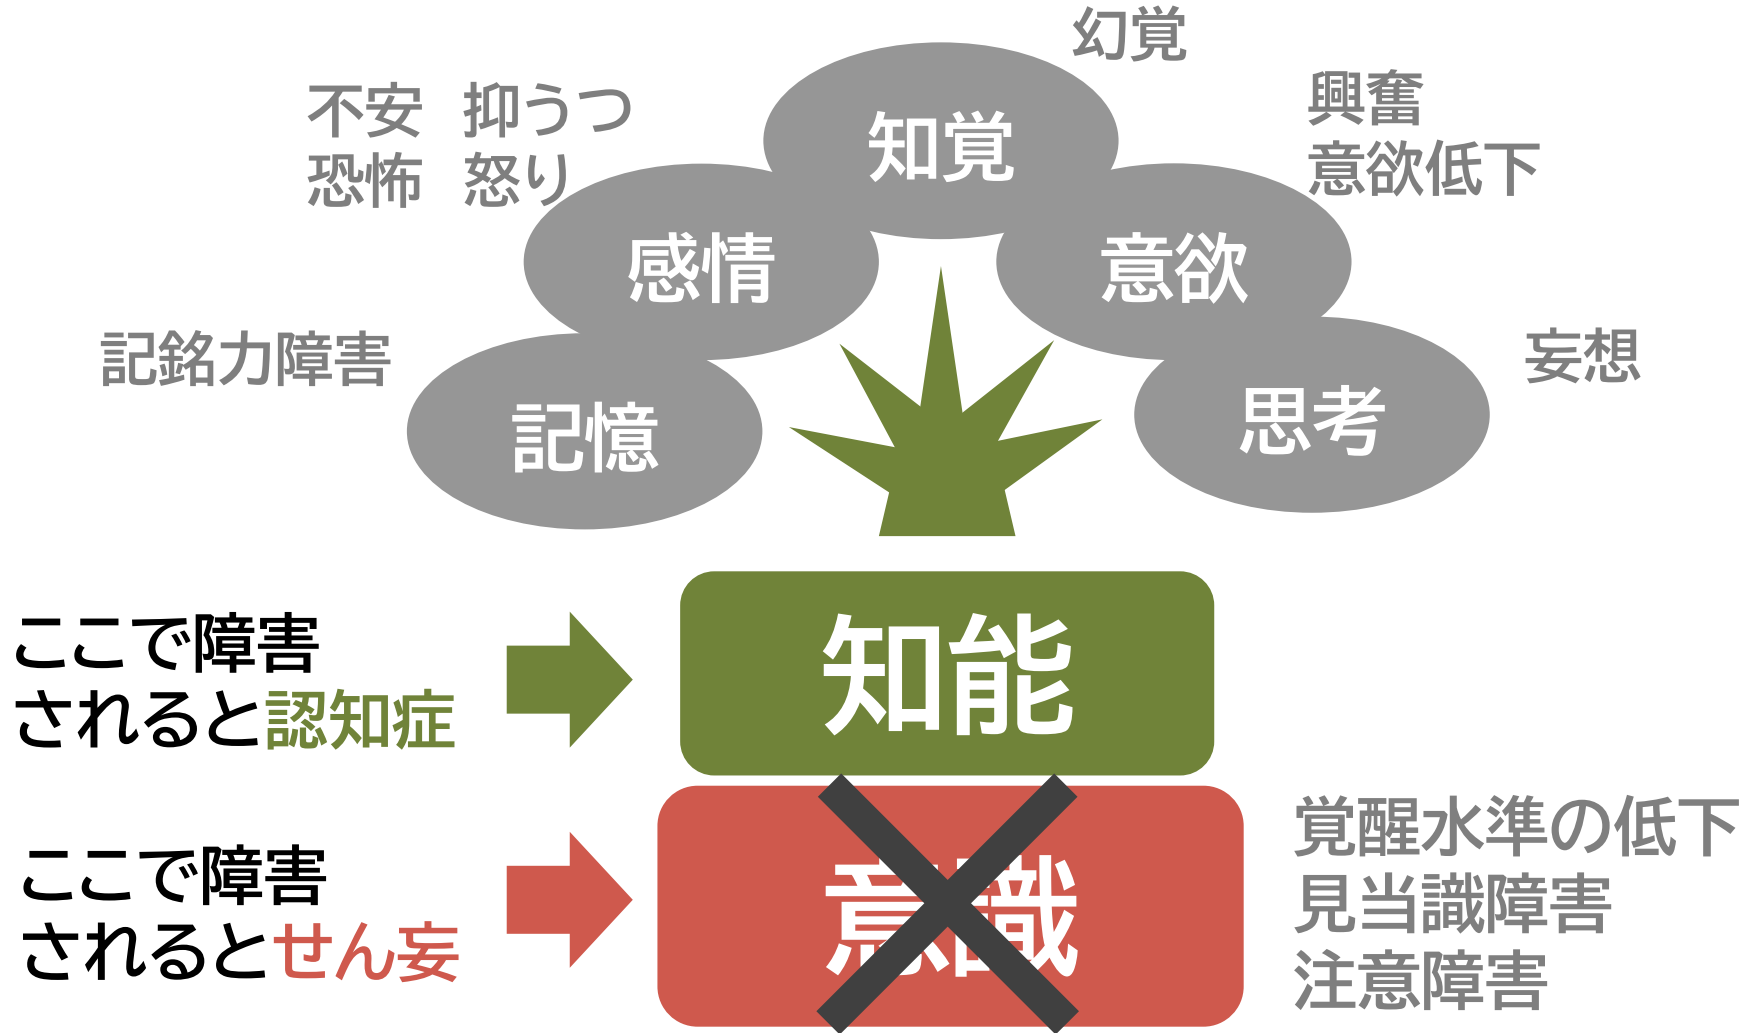 幻覚
不安 抑うつ
恐怖 怒り
知覚
興奮
意欲低下
感情
意欲
記銘力障害
妄想
記憶
思考
ここで障害
されると認知症
知能
ここで障害
されるとせん妄
意識
覚醒水準の低下
見当識障害
注意障害